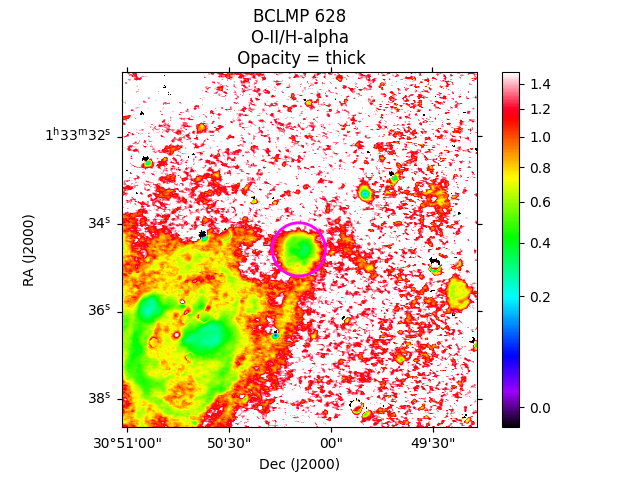 BCLMP 628
O-II/H-alpha
Opacity = thick
1ʰ33ᵐ32ˢ
34ˢ
36ˢ
38ˢ
RA (J2000)
30°51'00"
50'30"
00"
49'30"
Dec (J2000)
1.4
1.2
1.0
0.8
0.6
0.4
0.2
0.0